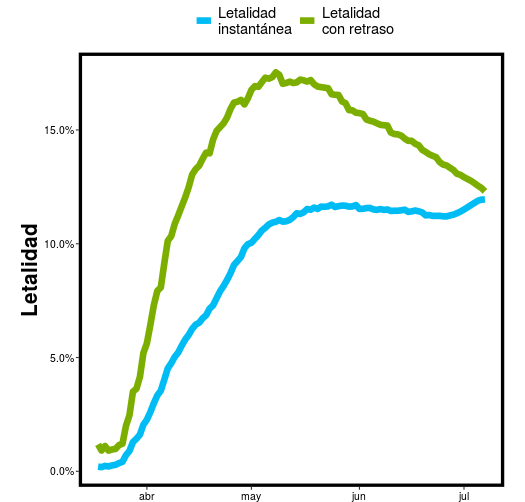 Letalidad
instantánea
Letalidad
con retraso
Letalidad
15.0%
10.0%
5.0%
0.0%
abr may jun jul